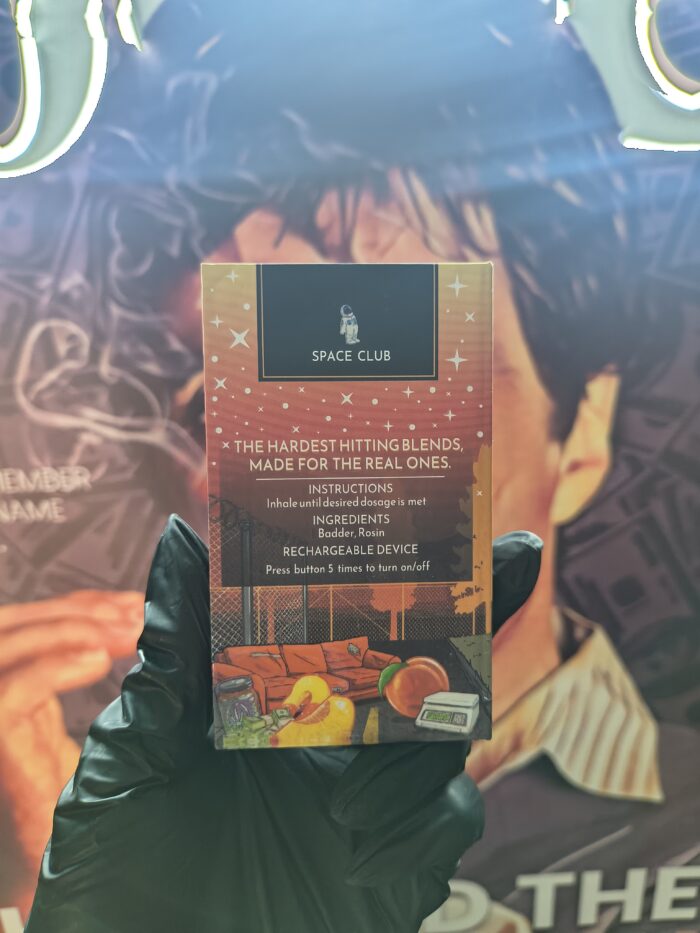 SPACE CLUB
THE HARDEST HITTING BLENDS,
MADE FOR THE REAL ONES.
INSTRUCTIONS
Inhale until desired dosage is met
INGREDIENTS
Badder, Rosin
RECHARGEABLE DEVICE
Press button 5 times to turn on/off
EMBER
NAME
D THE